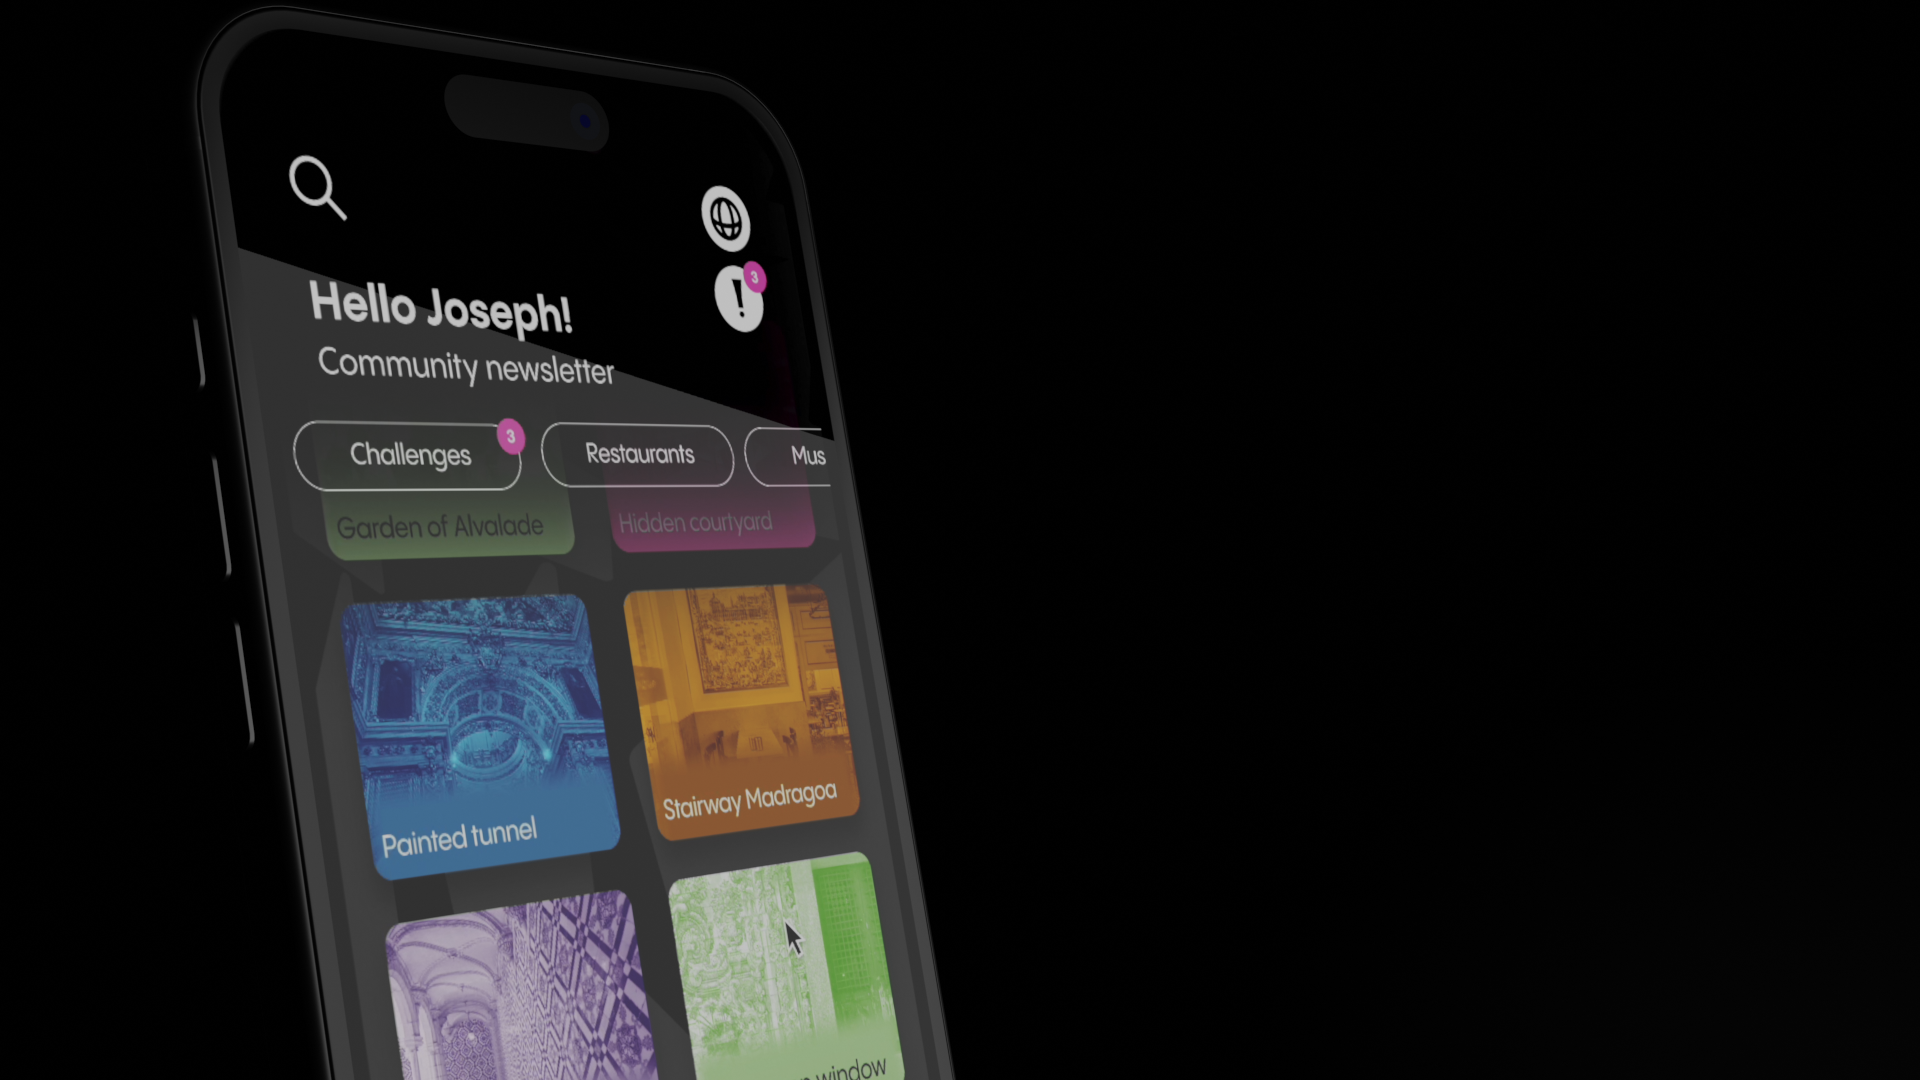 3
Hello Joseph!
Community newsletter
Challenges 3
Restaurants
Mus
Garden of Alvalade
Hidden courtyard
Painted tunnel
Stairway Madragoa
window